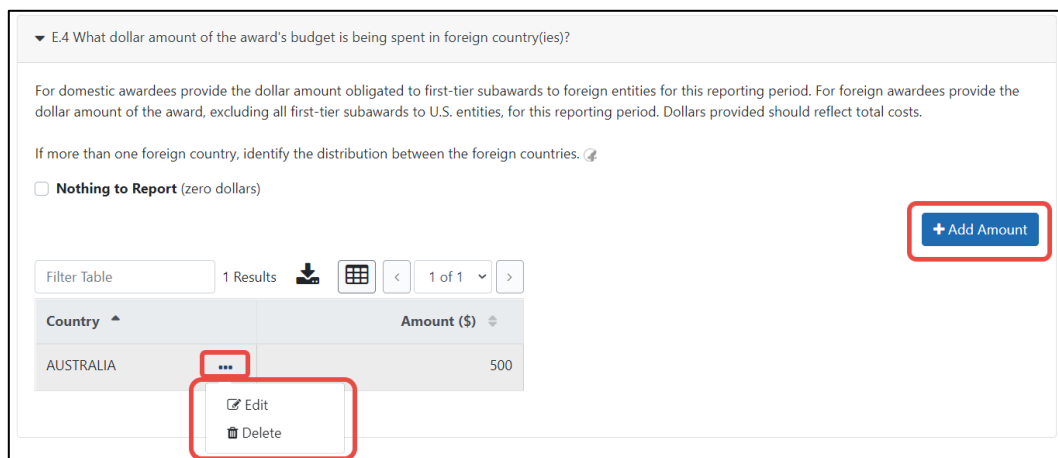 E.4 What dollar amount of the award's budget is being spent in foreign country(ies)?
For domestic awardees provide the dollar amount obligated to first-tier subawards to foreign entities for this reporting period. For foreign awardees provide the
dollar amount of the award, excluding all first-tier subawards to U.S. entities, for this reporting period. Dollars provided should reflect total costs.
If more than one foreign country, identify the distribution between the foreign countries.
Nothing to Report (zero dollars)
+ Add Amount
Filter Table 1 Results < 1 of 1 >
Country Amount ($)
AUSTRALIA ••• 500
Edit
Delete